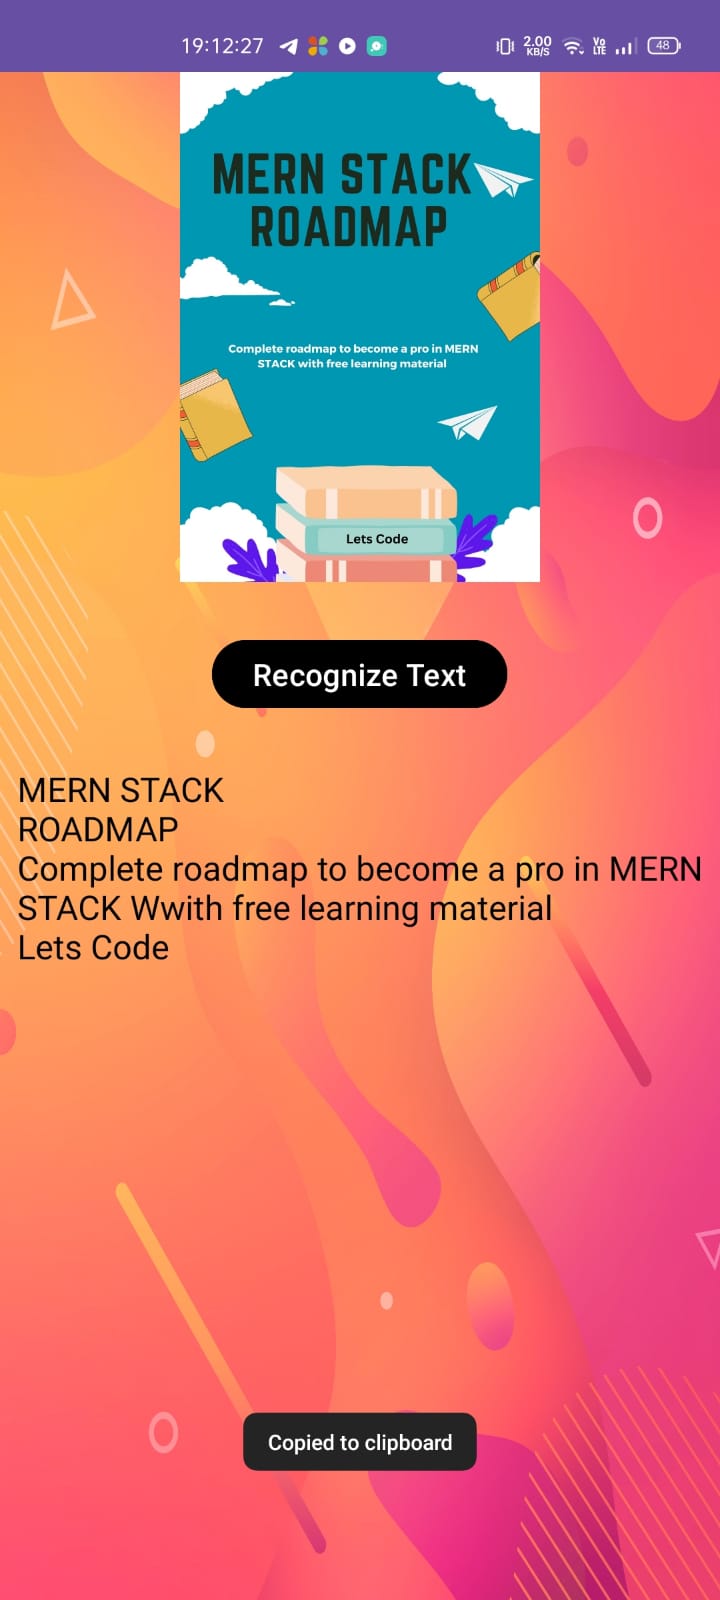 19:12:27 2.00 KB/S Vo LTE 48
MERN STACK
ROADMAP
Complete roadmap to become a pro in MERN
STACK with free learning material
Lets Code
Recognize Text
MERN STACK
ROADMAP
Complete roadmap to become a pro in MERN
STACK Wwith free learning material
Lets Code
Copied to clipboard